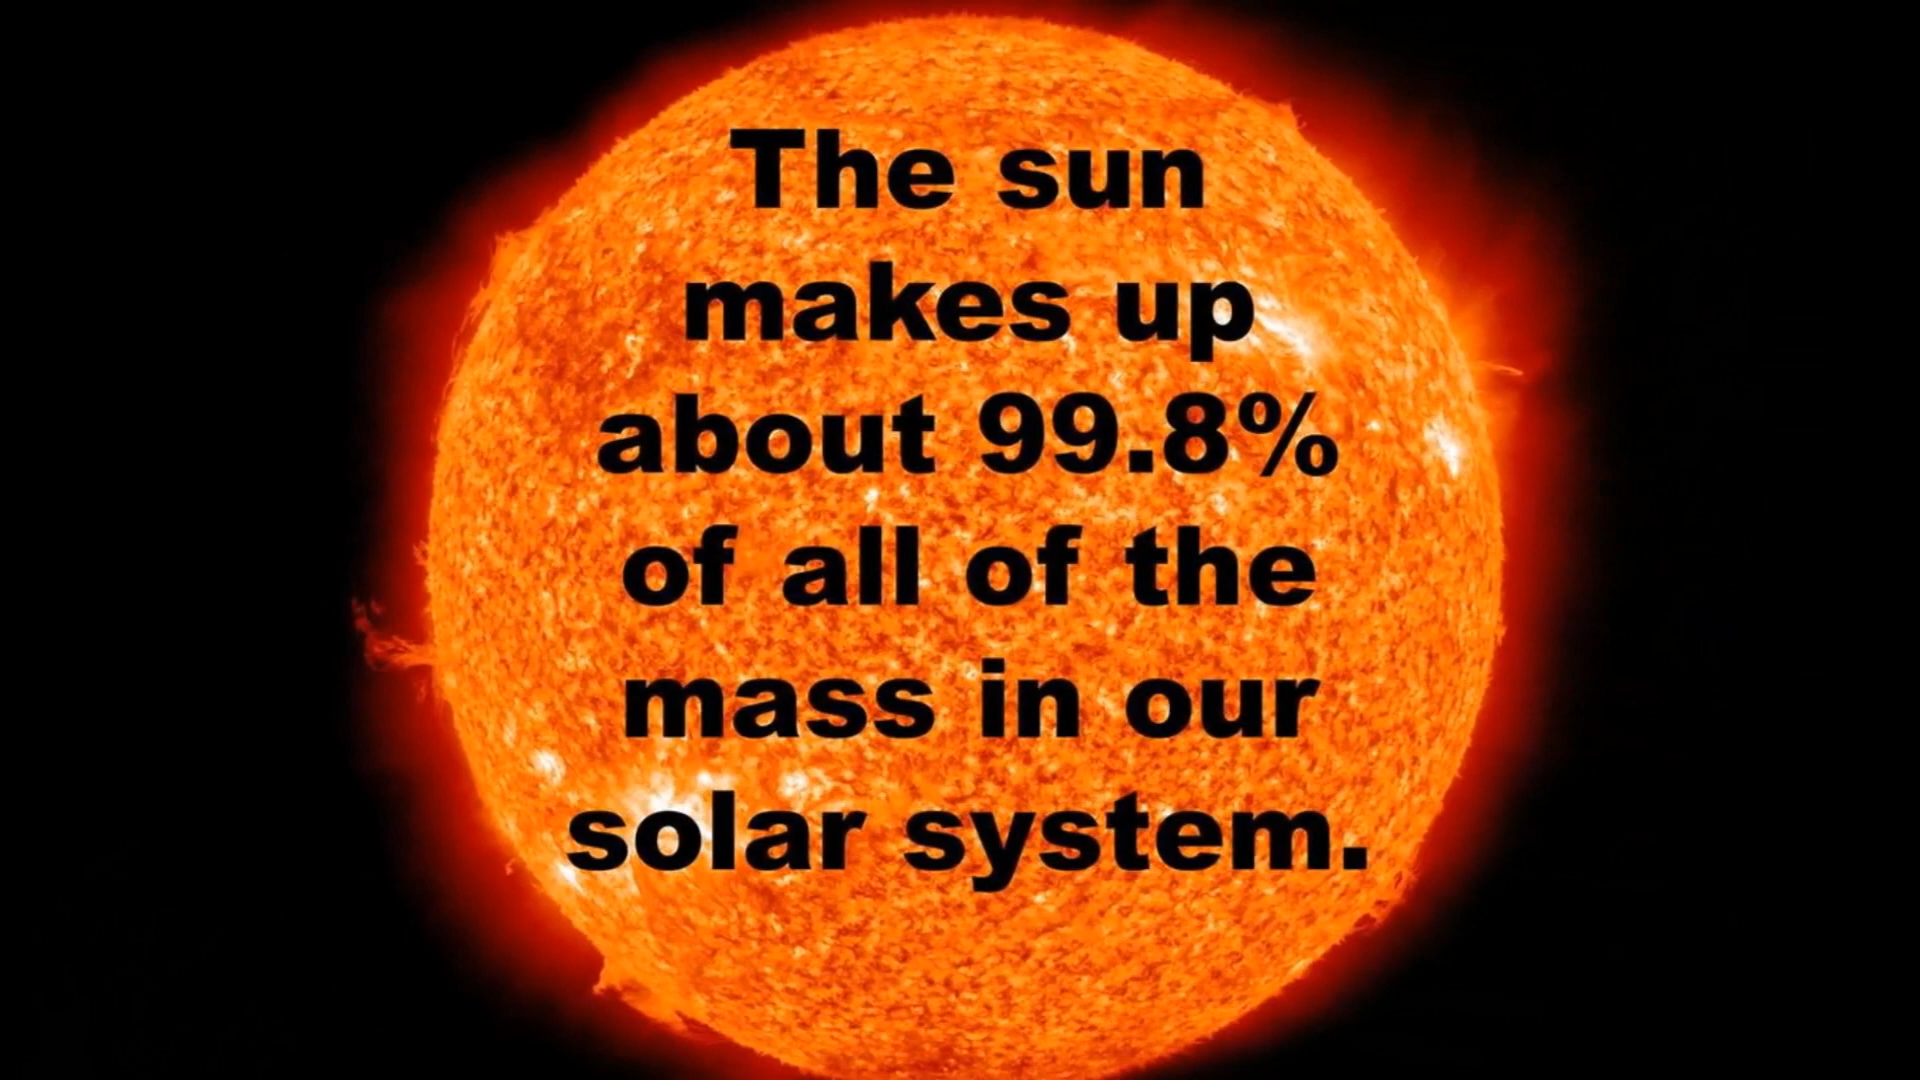 The sun
makes up
about 99.8%
of all of the
mass in our
solar system.